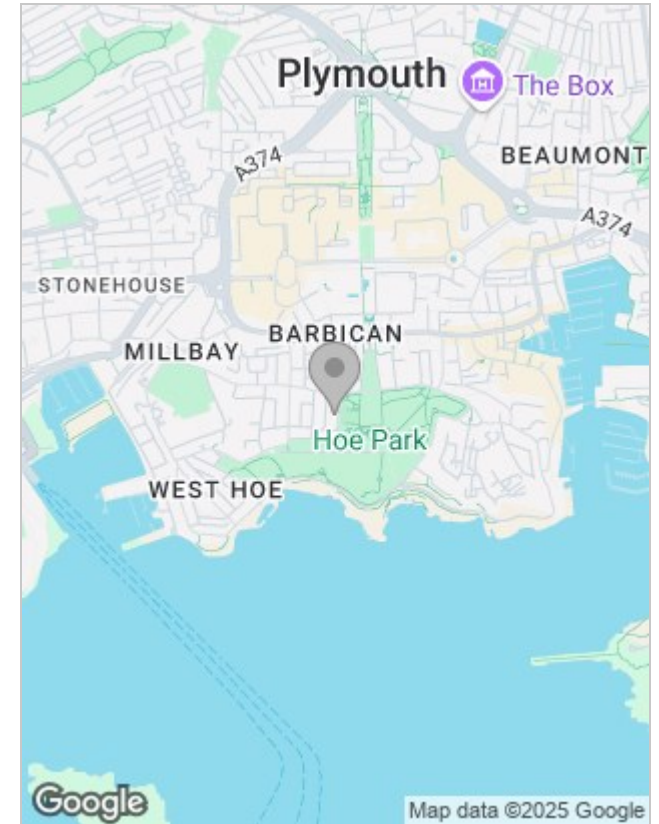 Plymouth
The Box
BEAUMONT
A374
A374
STONEHOUSE
BARBICAN
MILLBAY
Hoe Park
WEST HOE
Google
Map data ©2025 Google